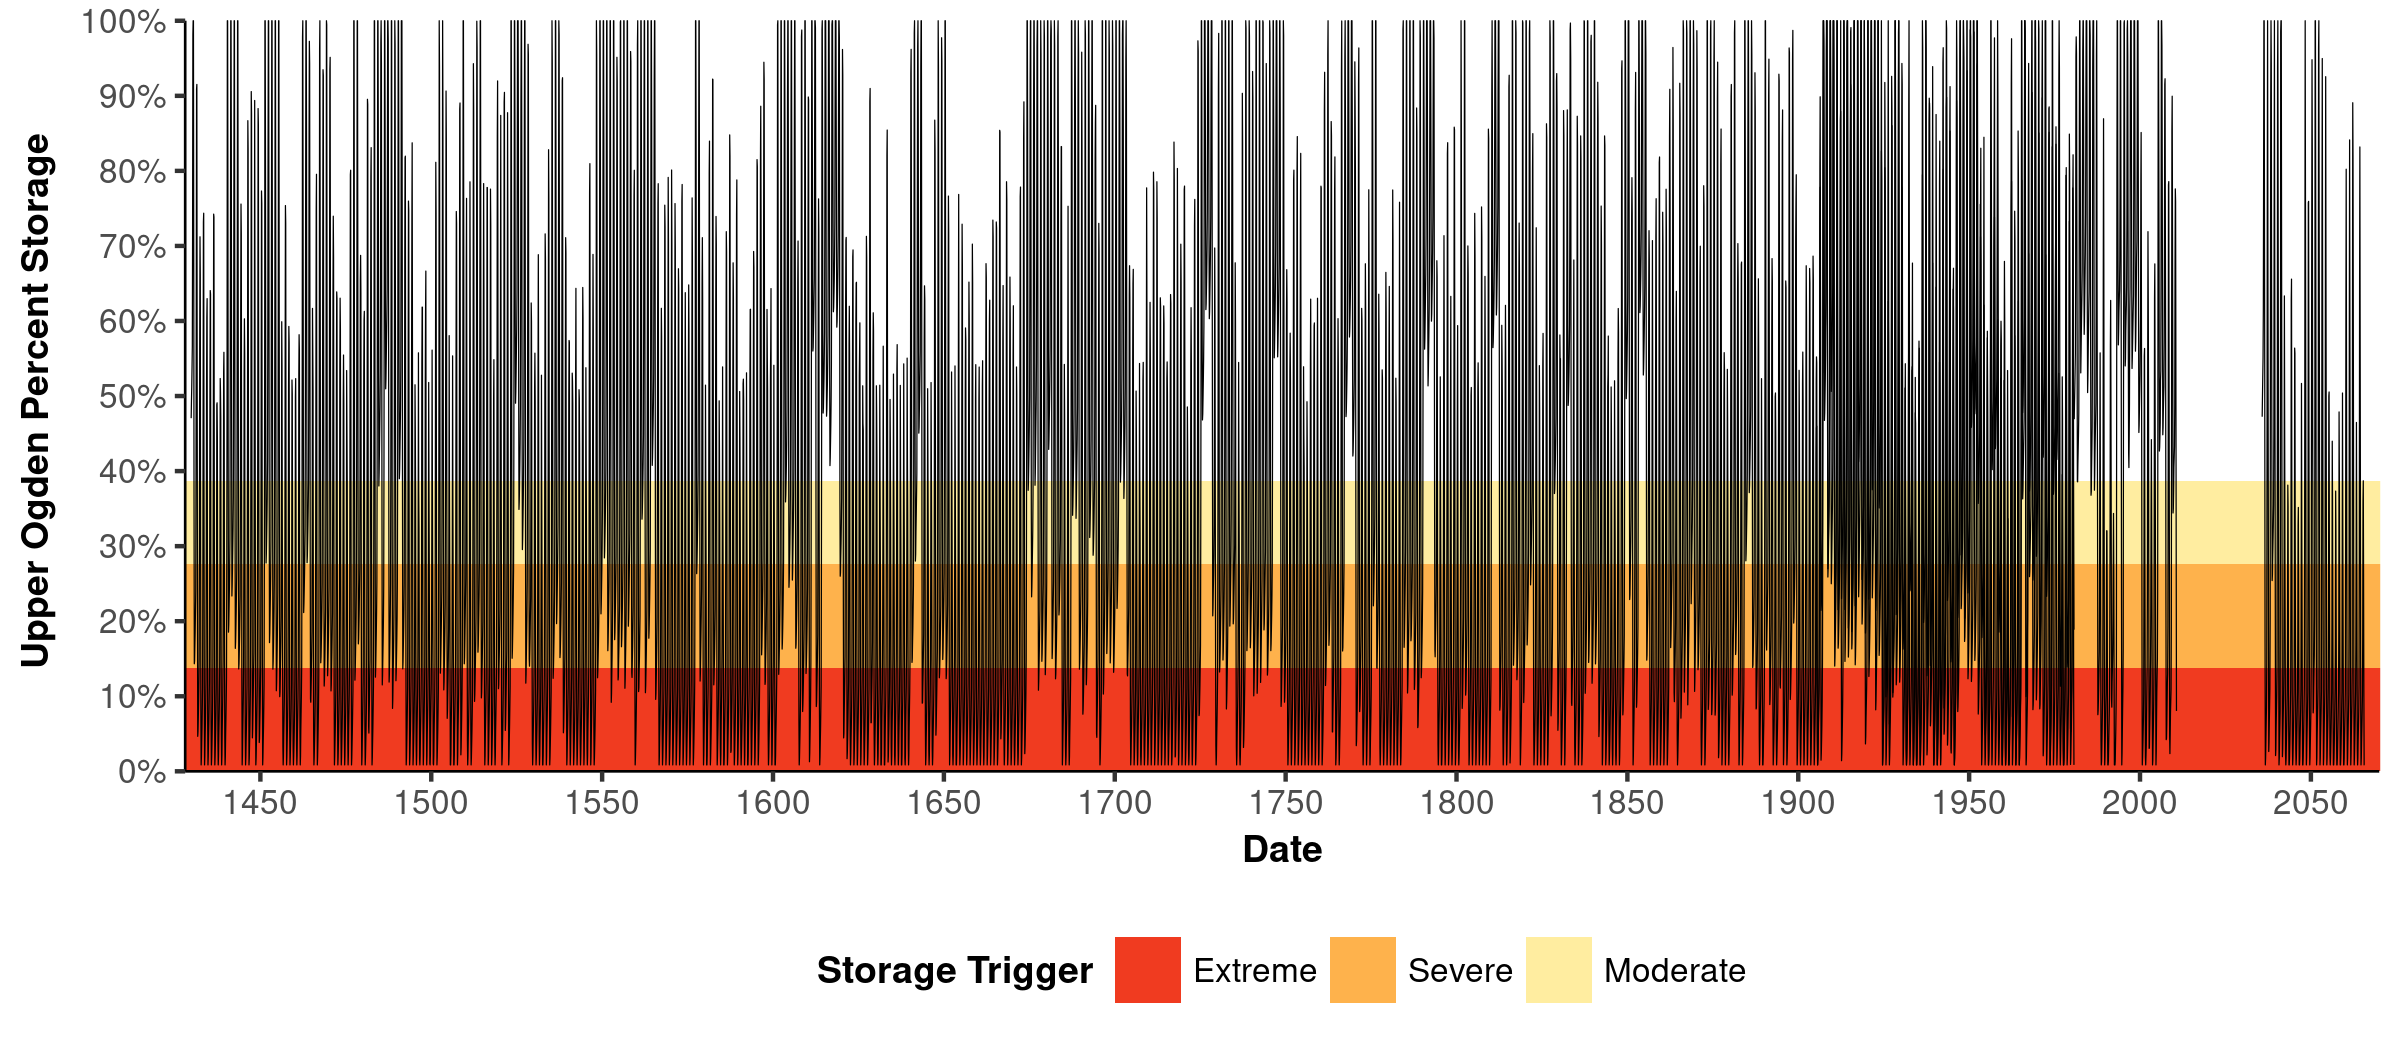 Upper Ogden Percent Storage
100%
90%
80%
70%
60%
50%
40%
30%
20%
10%
0%
1450 1500 1550 1600 1650 1700 1750 1800 1850 1900 1950 2000 2050
Date
Storage Trigger Extreme Severe Moderate